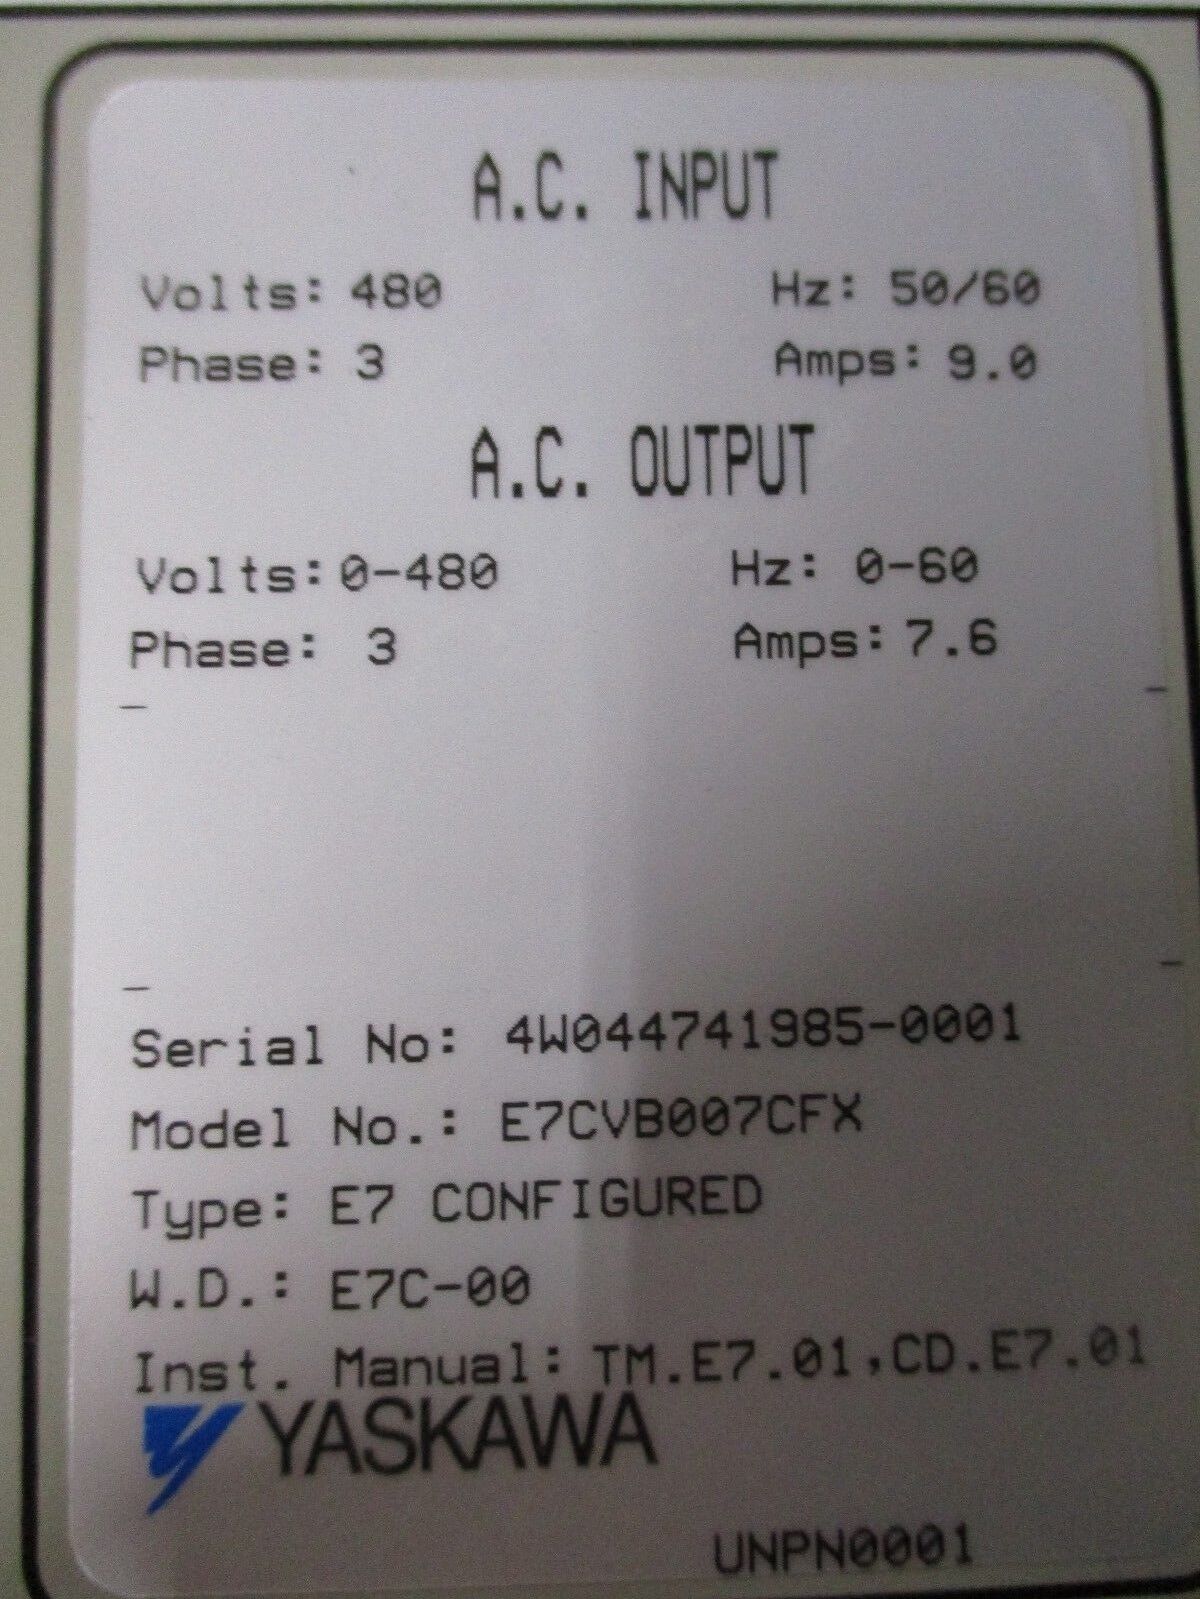 A.C. INPUT
Volts: 480 Hz: 50/60
Phase: 3 Amps: 9.0
A.C. OUTPUT
Volts: 0-480 Hz: 0-60
Phase: 3 Amps: 7.6
Serial No: 4W044741985-0001
Model No.: E7CVB007CFX
Type: E7 CONFIGURED
W.D.: E7C-00
Inst. Manual: TM.E7.01,CD.E7.01
YASKAWA
UNPN0001